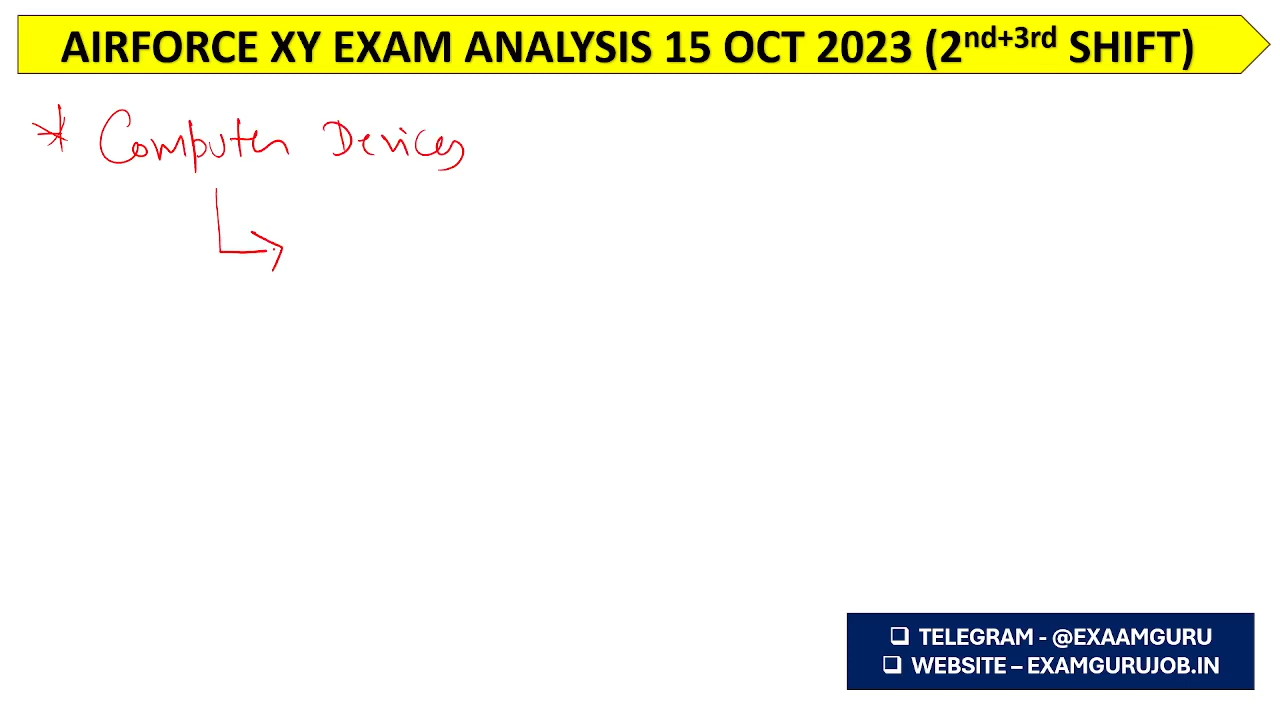 AIRFORCE XY EXAM ANALYSIS 15 OCT 2023 (2nd+3rd SHIFT)
* Computer Devices
❑ TELEGRAM - @EXAAMGURU
❑ WEBSITE – EXAMGURUJOB.IN